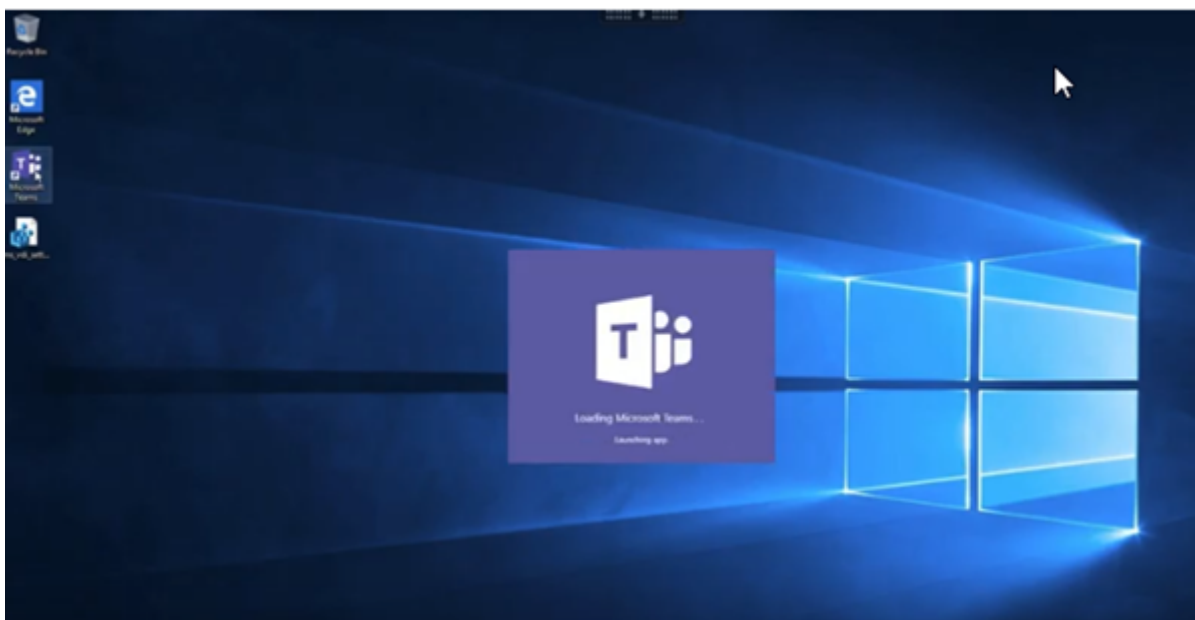 Recycle Bin
Microsoft
Edge
Microsoft
Teams
T
Loading Microsoft Teams...
Launching app.